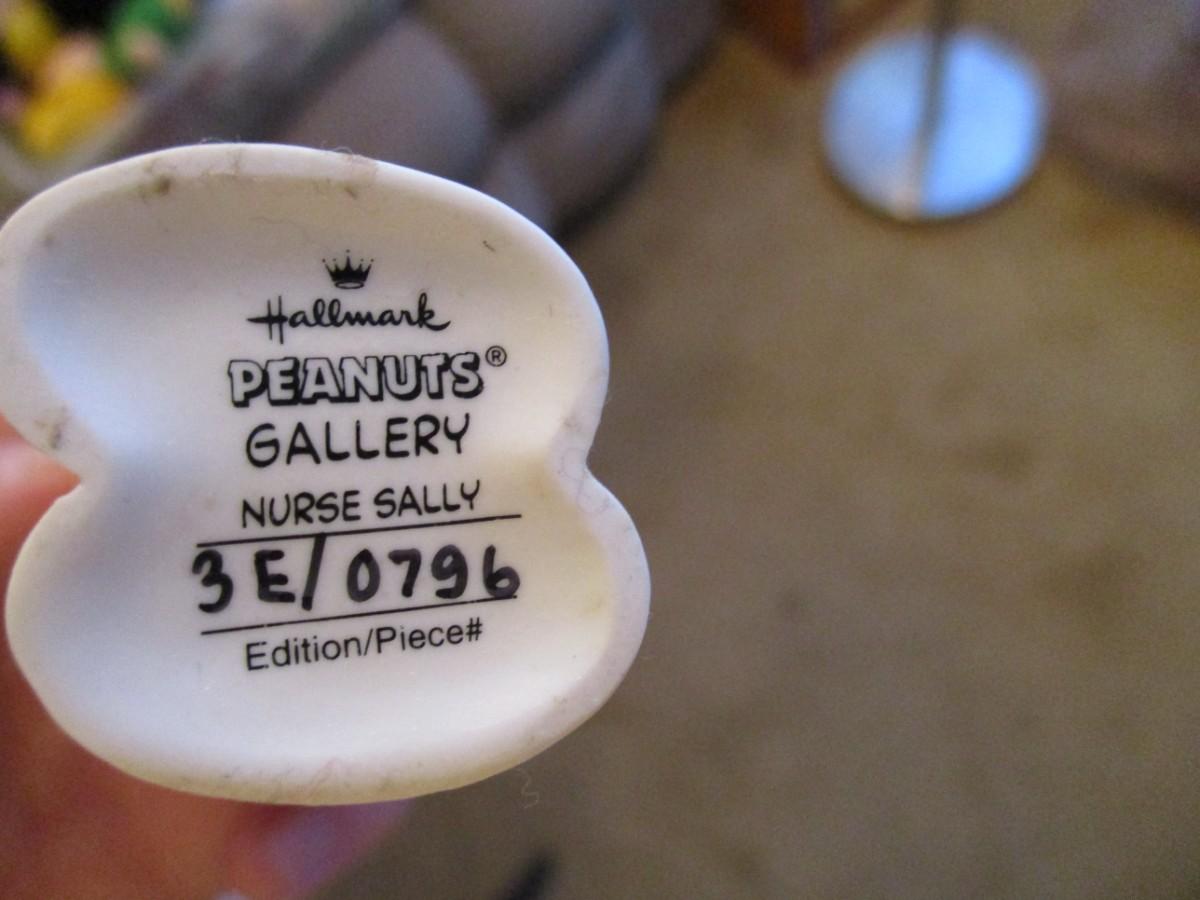 Hallmark
PEANUTS®
GALLERY
NURSE SALLY
3E/0796
Edition/Piece#